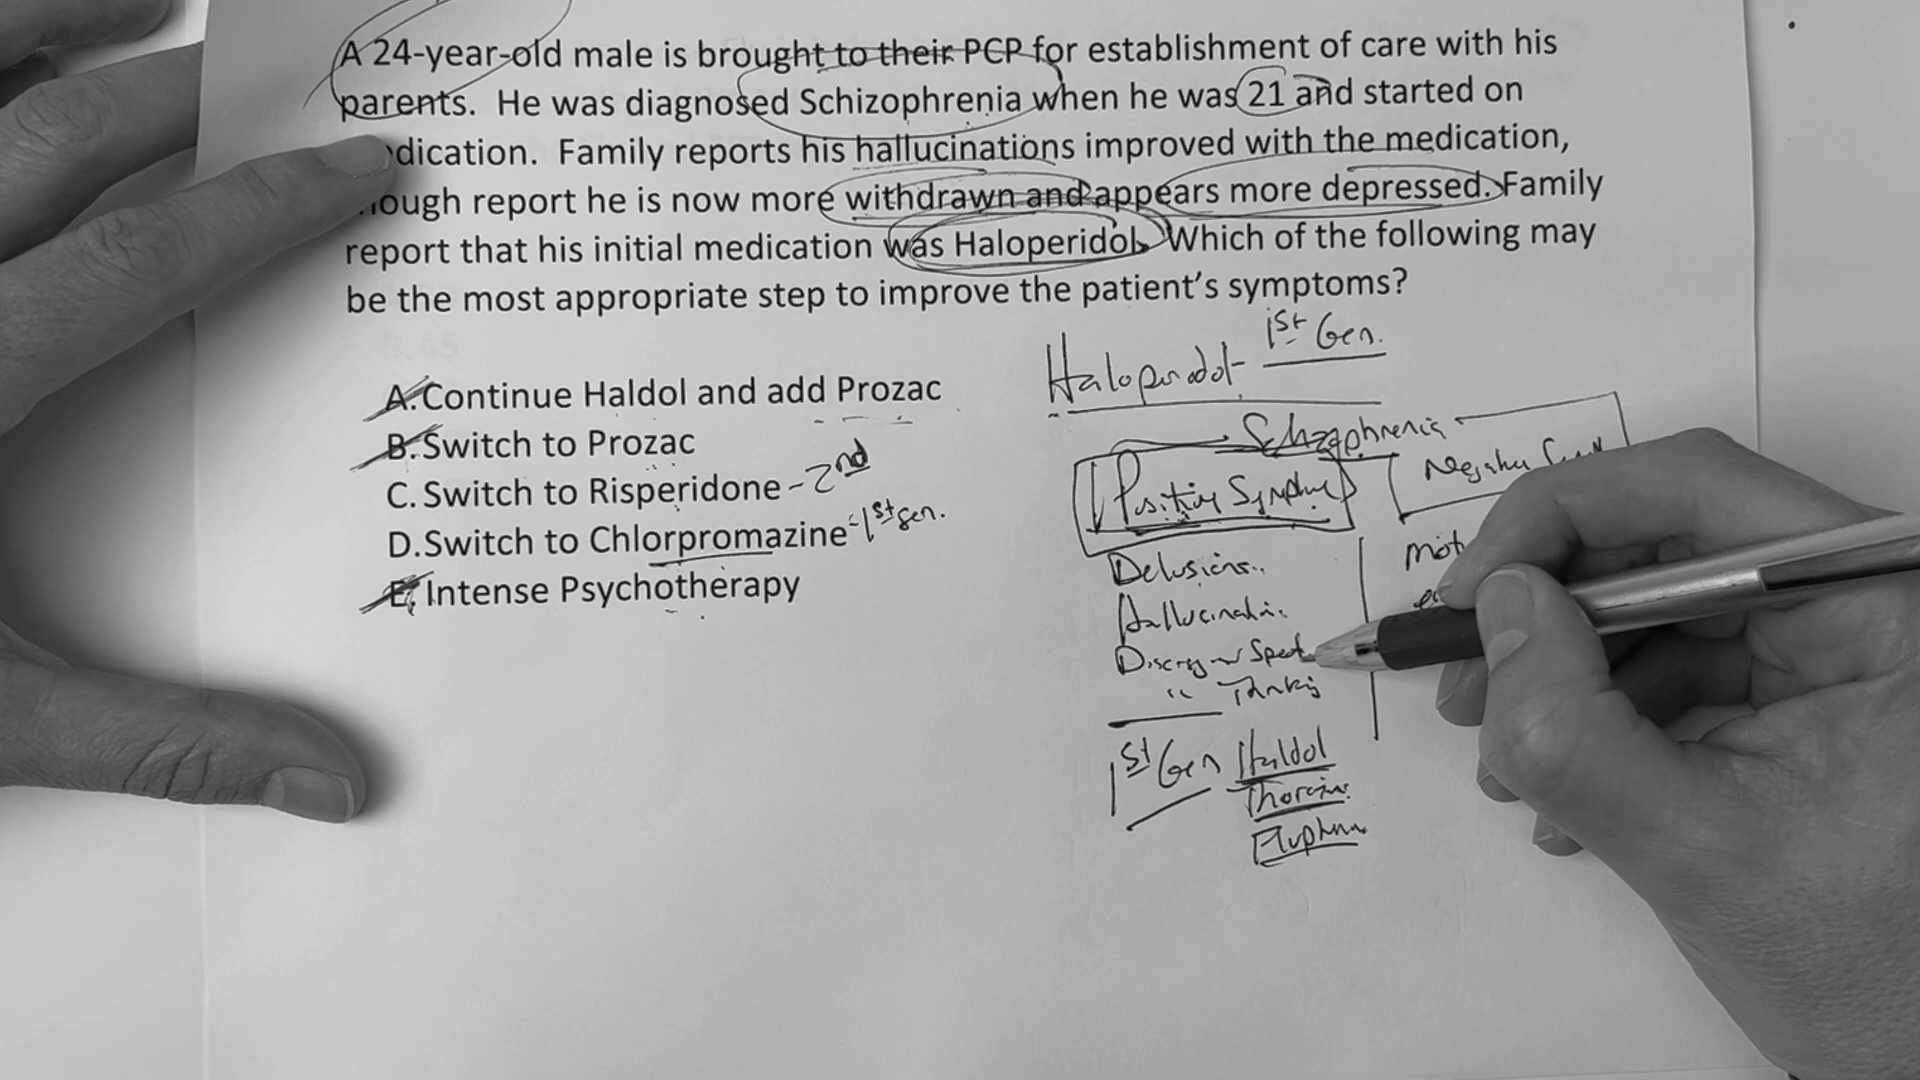 A 24-year-old male is brought to their PCP for establishment of care with his
parents. He was diagnosed Schizophrenia when he was 21 and started on
dication. Family reports his hallucinations improved with the medication,
ough report he is now more withdrawn and appears more depressed. Family
report that his initial medication was Haloperidol. Which of the following may
be the most appropriate step to improve the patient's symptoms?
A. Continue Haldol and add Prozac
B. Switch to Prozac
C. Switch to Risperidone - 2nd
D. Switch to Chlorpromazine - 1st gen.
E. Intense Psychotherapy
Haloperidol - 1st Gen.
Schizophrenia
Positive Symptoms
Delusions
Hallucinations
1st Gen Haldol